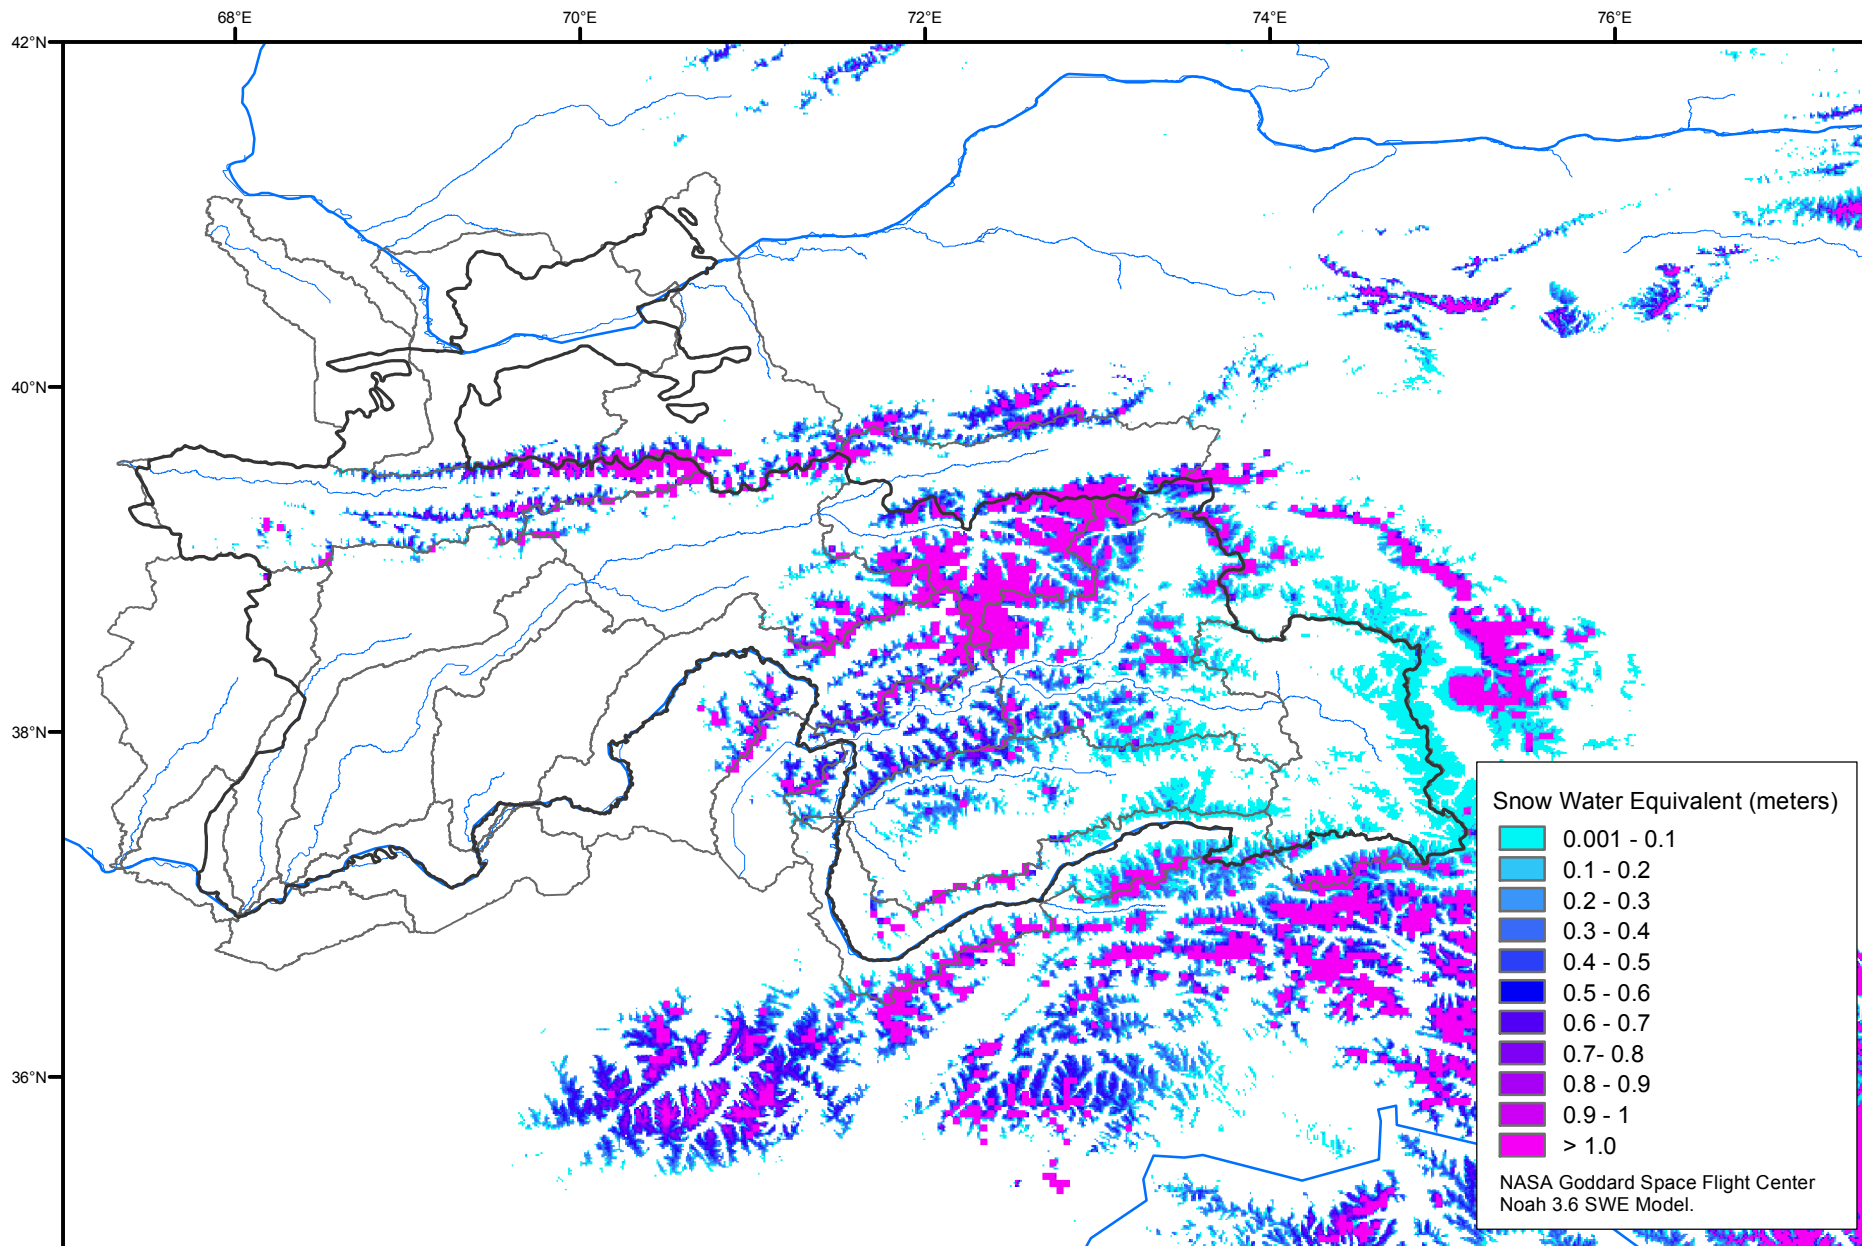 68°E 70°E 72°E 74°E 76°E
42°N
40°N
38°N
36°N
Snow Water Equivalent (meters)
0.001 - 0.1
0.1 - 0.2
0.2 - 0.3
0.3 - 0.4
0.4 - 0.5
0.5 - 0.6
0.6 - 0.7
0.7- 0.8
0.8 - 0.9
0.9 - 1
> 1.0
NASA Goddard Space Flight Center
Noah 3.6 SWE Model.